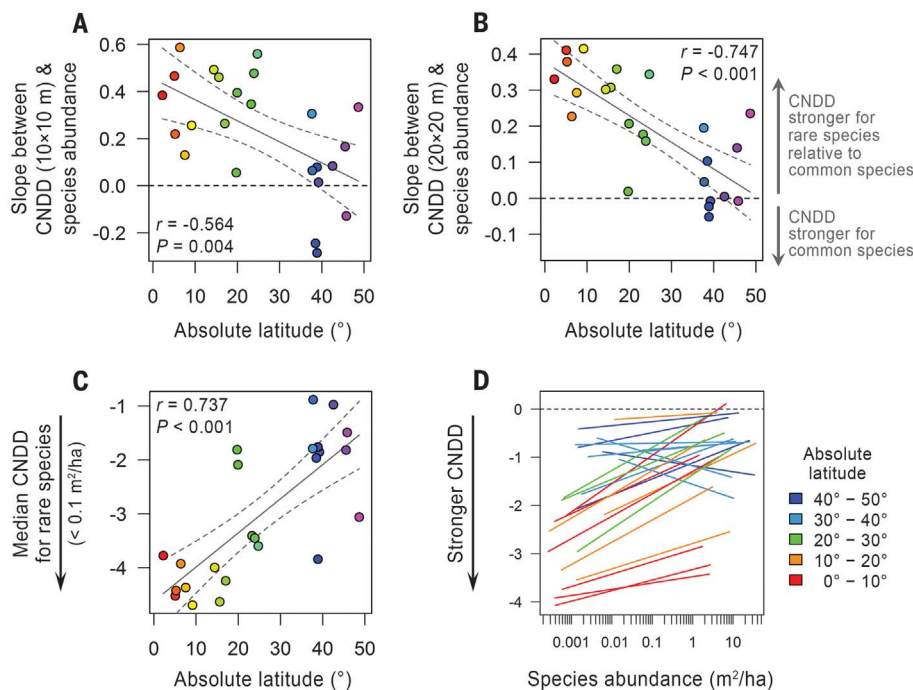 A
Slope between
CNDD (10×10 m) &
species abundance
0.6
0.4
0.2
0.0
-0.2
r = -0.564
P = 0.004
0 10 20 30 40 50
Absolute latitude (°)
B
Slope between
CNDD (20×20 m) &
species abundance
0.4
0.3
0.2
0.1
0.0
-0.1
r = -0.747
P < 0.001
0 10 20 30 40 50
Absolute latitude (°)
CNDD
stronger for
rare species
relative to
common species
CNDD
stronger for
common species
C
Median CNDD
for rare species
(< 0.1 m²/ha)
-1
-2
-3
-4
r = 0.737
P < 0.001
0 10 20 30 40 50
Absolute latitude (°)
D
Stronger CNDD
0
-1
-2
-3
-4
0.001 0.01 0.1 1 10
Species abundance (m²/ha)
Absolute
latitude
40° – 50°
30° – 40°
20° – 30°
10° – 20°
0° – 10°